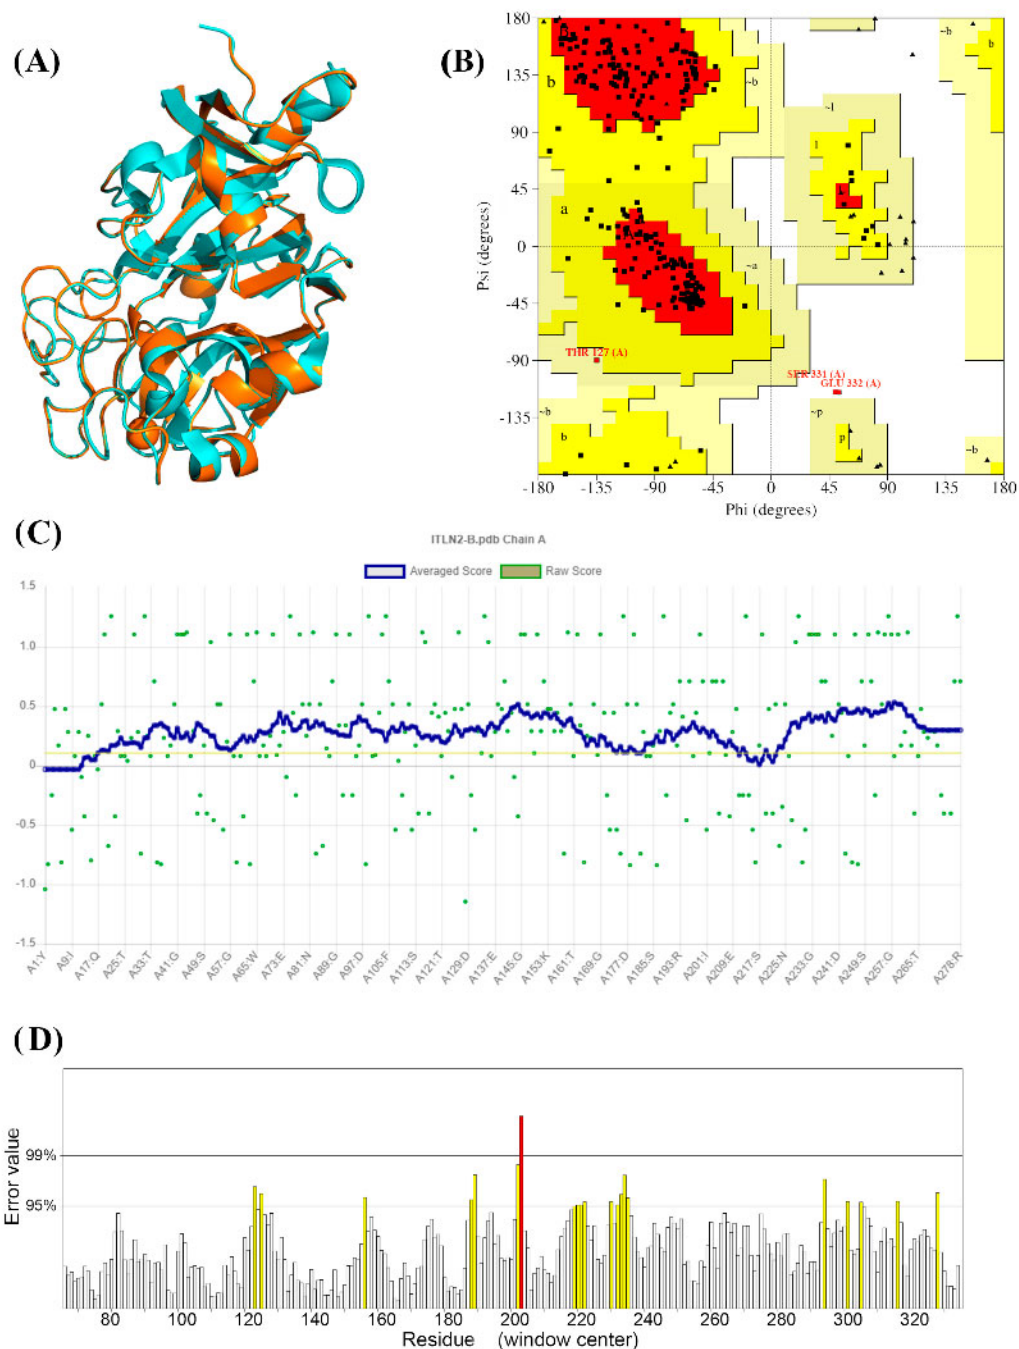 (A)
(B)
180
135
90
45
0
-45
-90
-135
Psi (degrees)
B
b
a
A
l
L
~l
~b
~b
b
~a
THR 127 (A)
SER 331 (A)
GLU 332 (A)
~b
b
~p
p
~b
-180 -135 -90 -45 0 45 90 135 180
Phi (degrees)
(C)
ITLN2-B.pdb Chain A
Averaged Score Raw Score
1.5
1.0
0.5
0
-0.5
-1.0
-1.5
A1:Y A9:I A17:Q A25:T A33:T A41:G A49:S A57:G A65:W A73:E A81:N A89:G A97:D A105:F A113:S A121:T A129:D A137:E A145:G A153:K A161:T A169:G A177:D A185:S A193:R A201:I A209:E A217:S A225:N A233:G A241:D A249:S A257:G A265:T A278:R
(D)
Error value
99%
95%
80 100 120 140 160 180 200 220 240 260 280 300 320
Residue (window center)